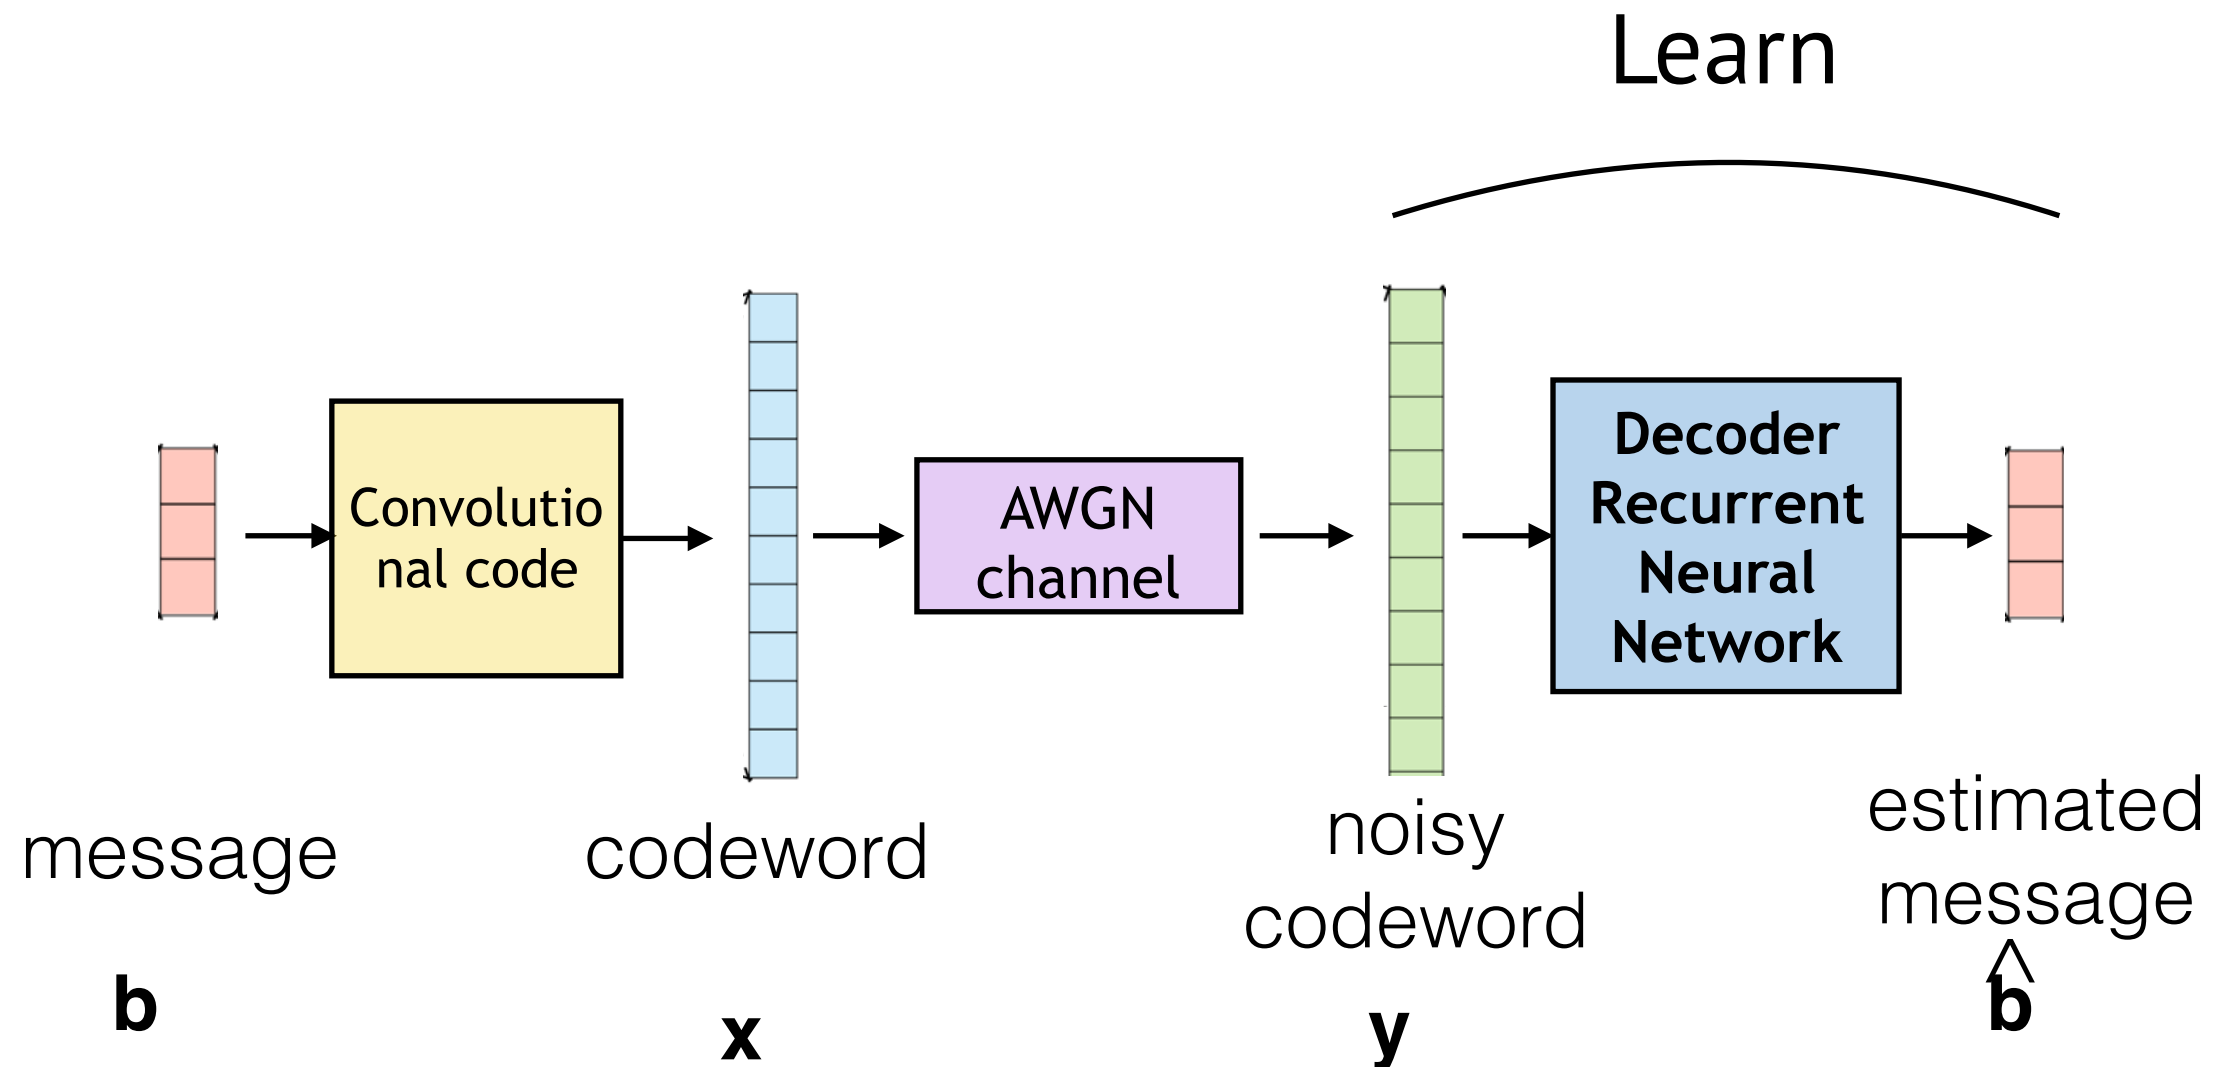 Learn
Convolutio
nal code
AWGN
channel
Decoder
Recurrent
Neural
Network
message
codeword
noisy
codeword
estimated
message
b
x
y
^
b